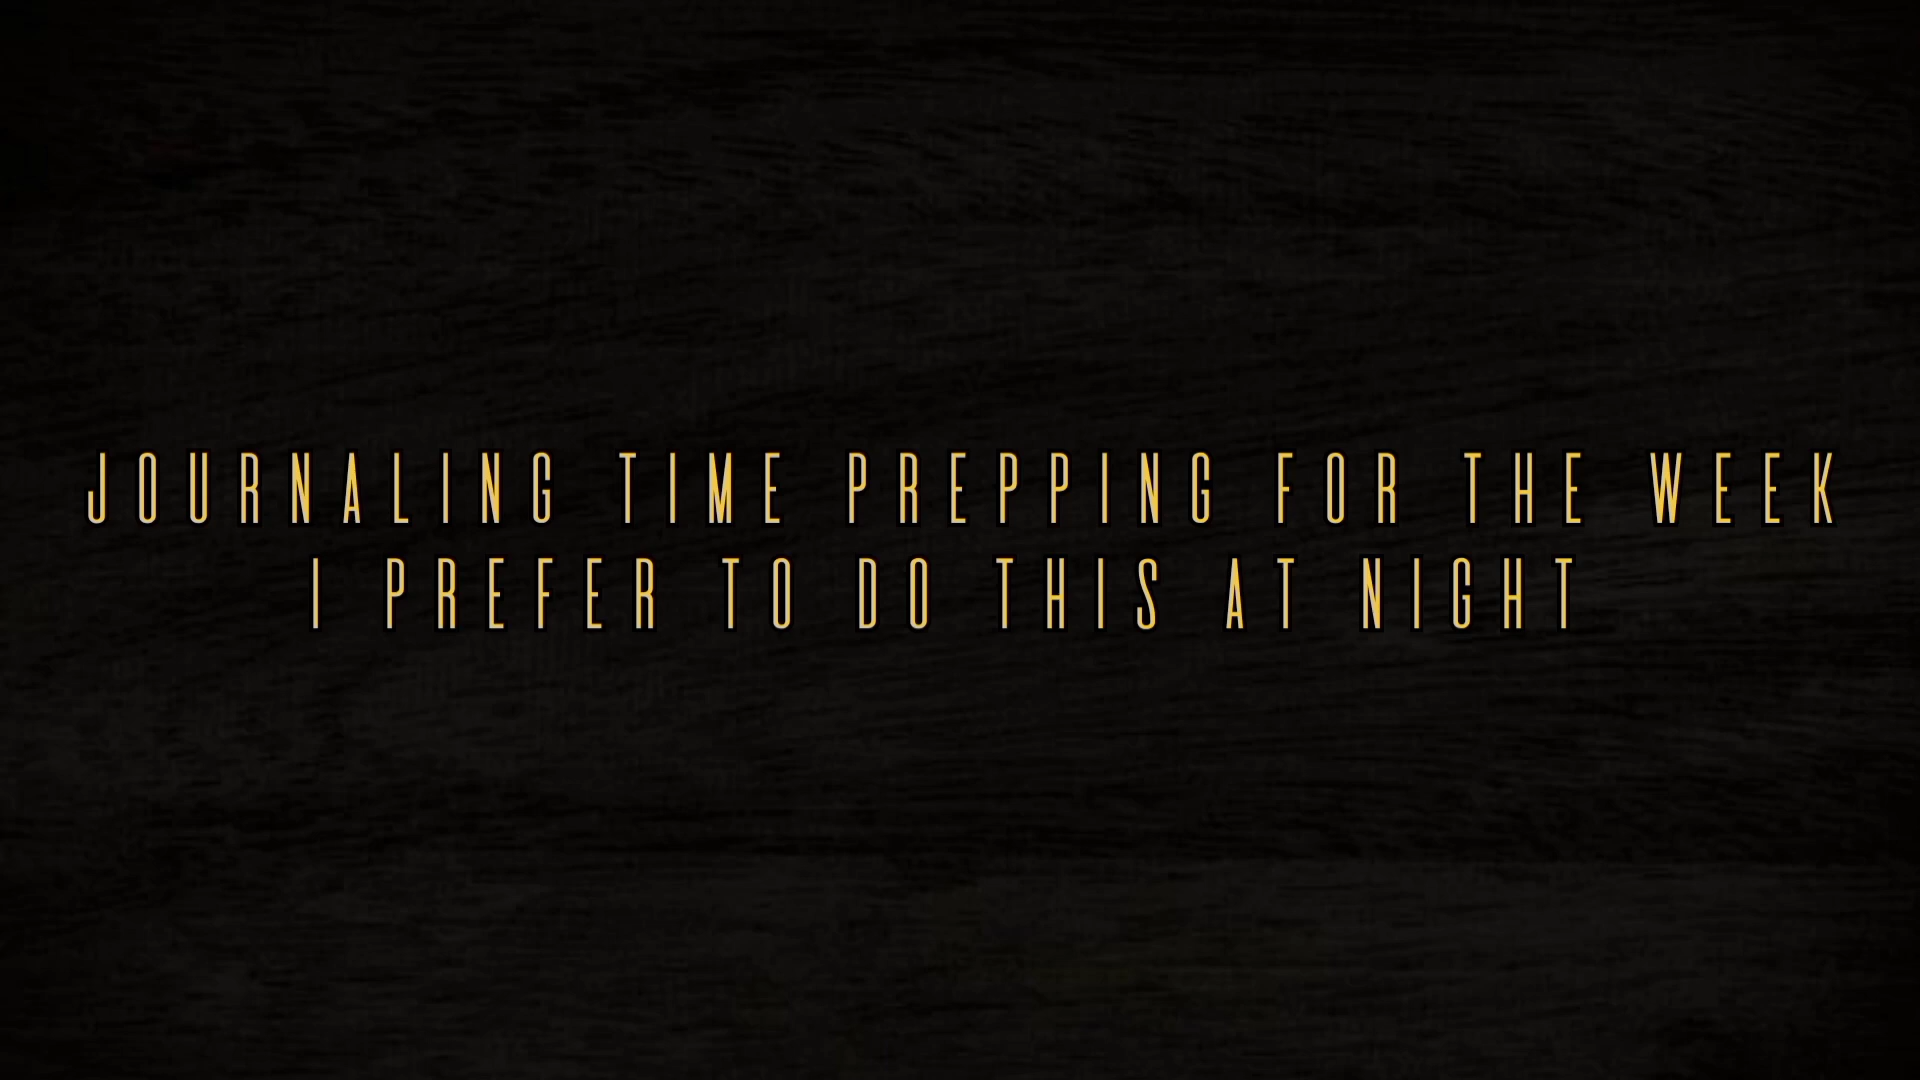 JOURNALING TIME PREPPING FOR THE WEEK
I PREFER TO DO THIS AT NIGHT